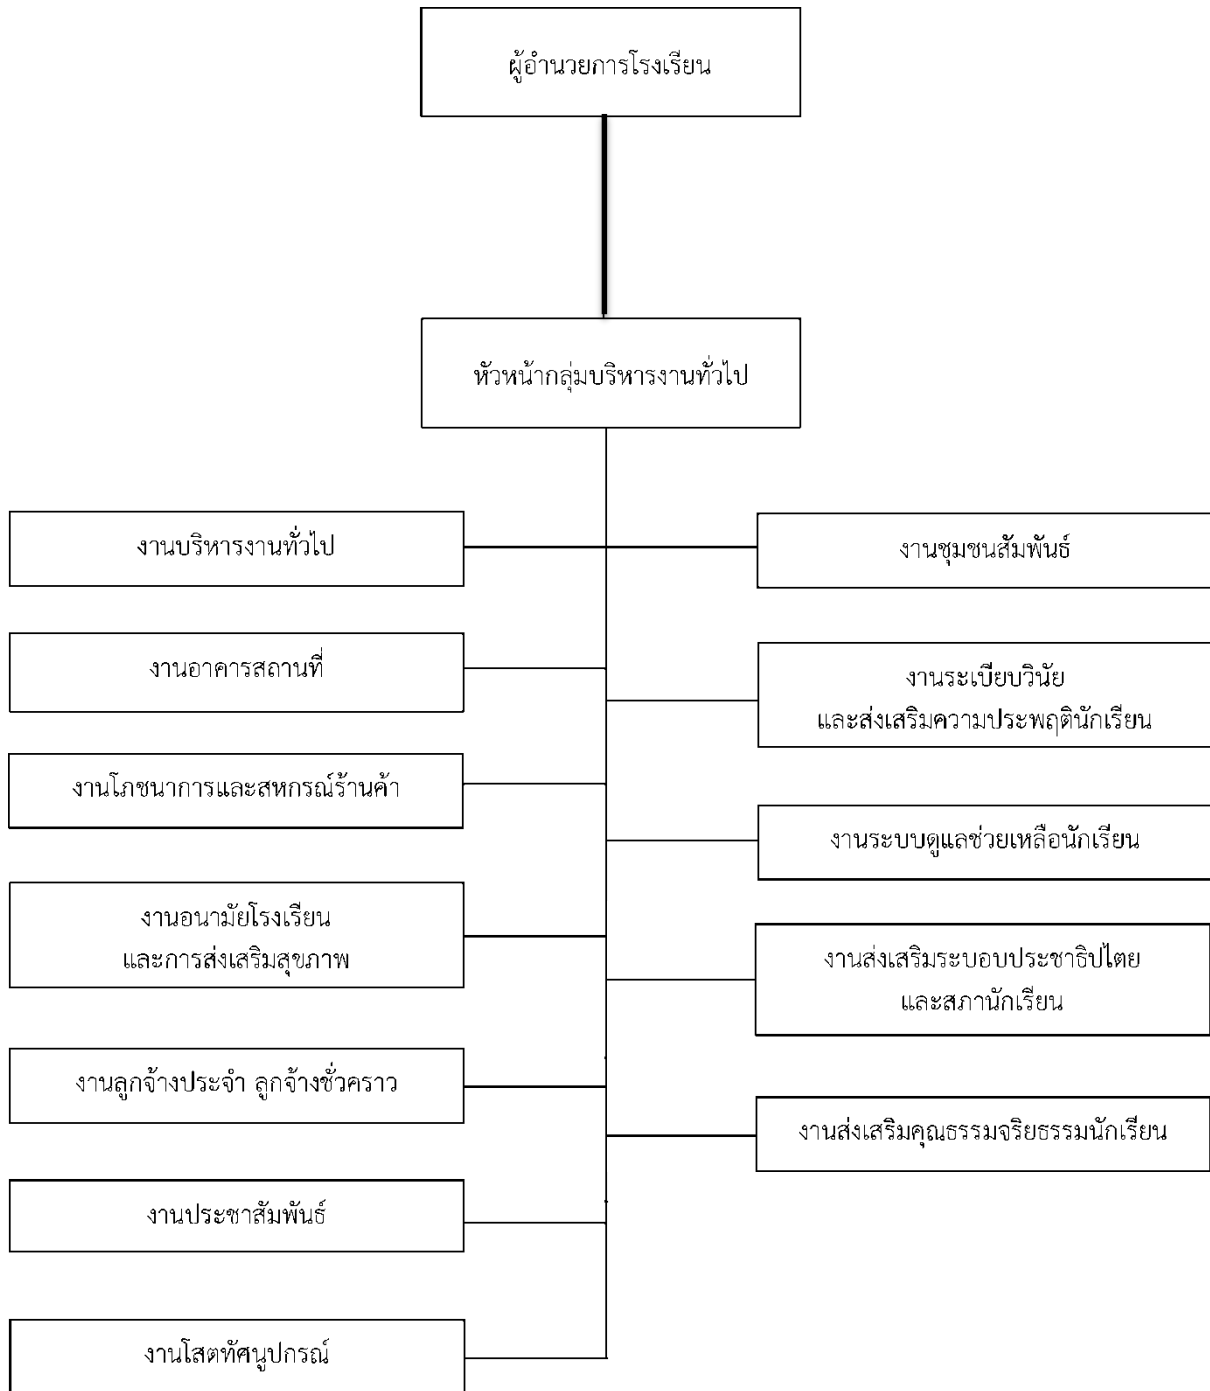 ผู้อำนวยการโรงเรียน
หัวหน้ากลุ่มบริหารงานทั่วไป
งานบริหารงานทั่วไป
งานชุมชนสัมพันธ์
งานอาคารสถานที่
งานระเบียบวินัย
และส่งเสริมความประพฤตินักเรียน
งานโภชนาการและสหกรณ์ร้านค้า
งานระบบดูแลช่วยเหลือนักเรียน
งานอนามัยโรงเรียน
และการส่งเสริมสุขภาพ
งานส่งเสริมระบอบประชาธิปไตย
และสภานักเรียน
งานลูกจ้างประจำ ลูกจ้างชั่วคราว
งานส่งเสริมคุณธรรมจริยธรรมนักเรียน
งานประชาสัมพันธ์
งานโสตทัศนูปกรณ์